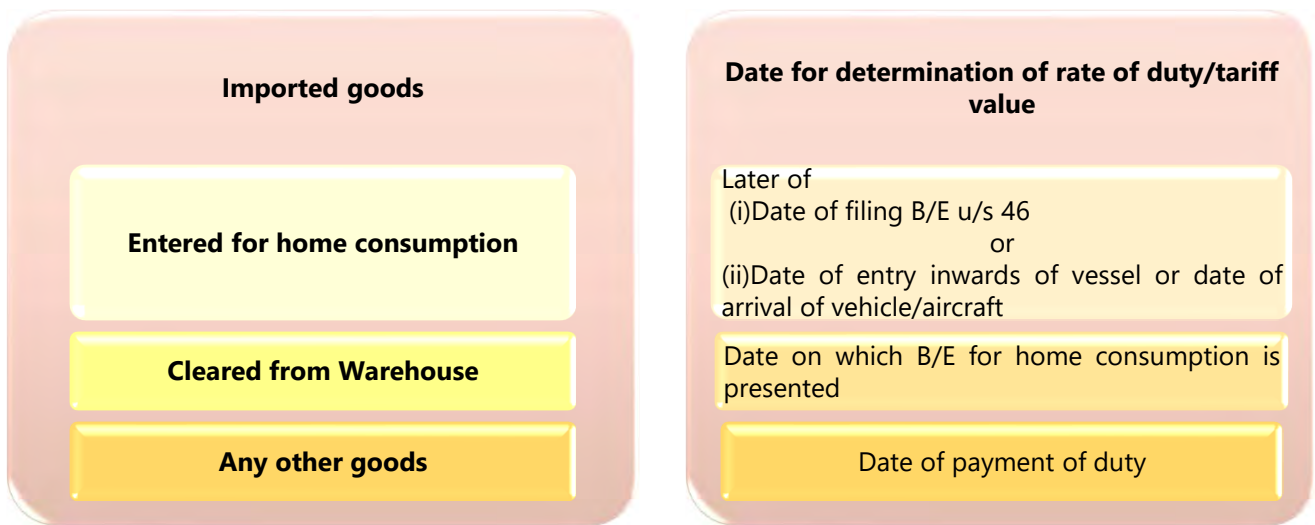 Imported goods
Entered for home consumption
Cleared from Warehouse
Any other goods
Date for determination of rate of duty/tariff
value
Later of
(i)Date of filing B/E u/s 46
or
(ii)Date of entry inwards of vessel or date of
arrival of vehicle/aircraft
Date on which B/E for home consumption is
presented
Date of payment of duty